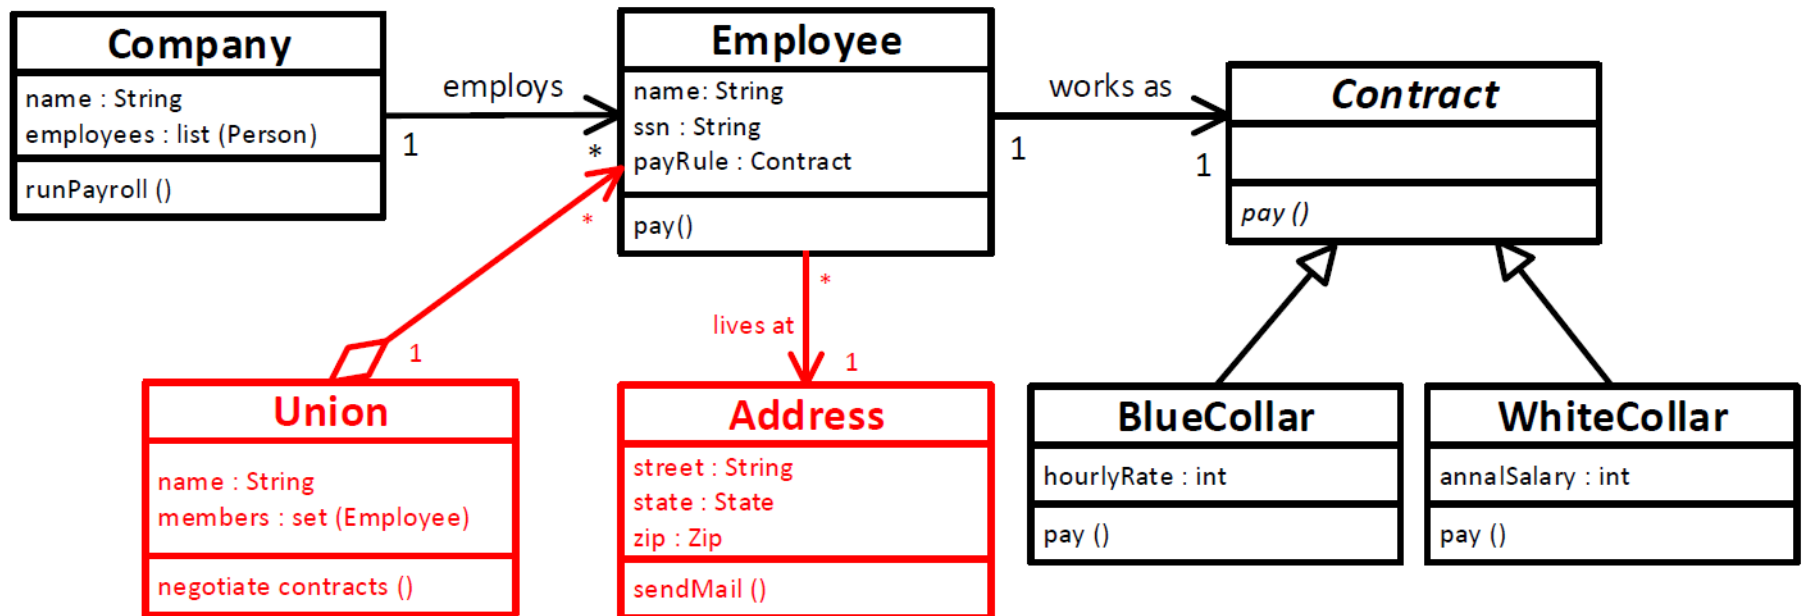 Company
name : String
employees : list (Person)
runPayroll ()
employs
1
*
Employee
name: String
ssn : String
payRule : Contract
pay()
works as
1
1
Contract
pay ()
*
1
*
lives at
1
Union
name : String
members : set (Employee)
negotiate contracts ()
Address
street : String
state : State
zip : Zip
sendMail ()
BlueCollar
hourlyRate : int
pay ()
WhiteCollar
annalSalary : int
pay ()